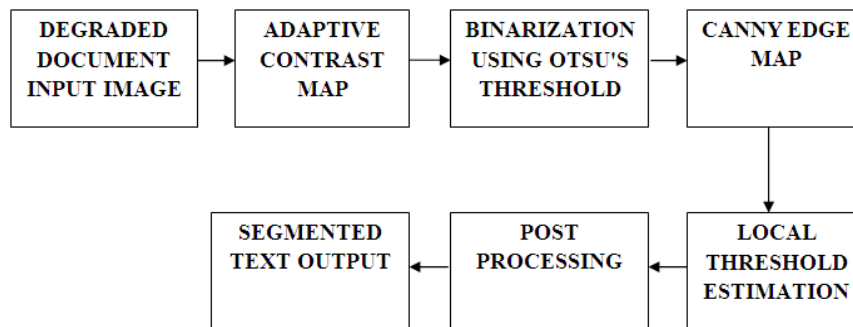 DEGRADED
DOCUMENT
INPUT IMAGE
ADAPTIVE
CONTRAST
MAP
BINARIZATION
USING OTSU'S
THRESHOLD
CANNY EDGE
MAP
LOCAL
THRESHOLD
ESTIMATION
POST
PROCESSING
SEGMENTED
TEXT OUTPUT